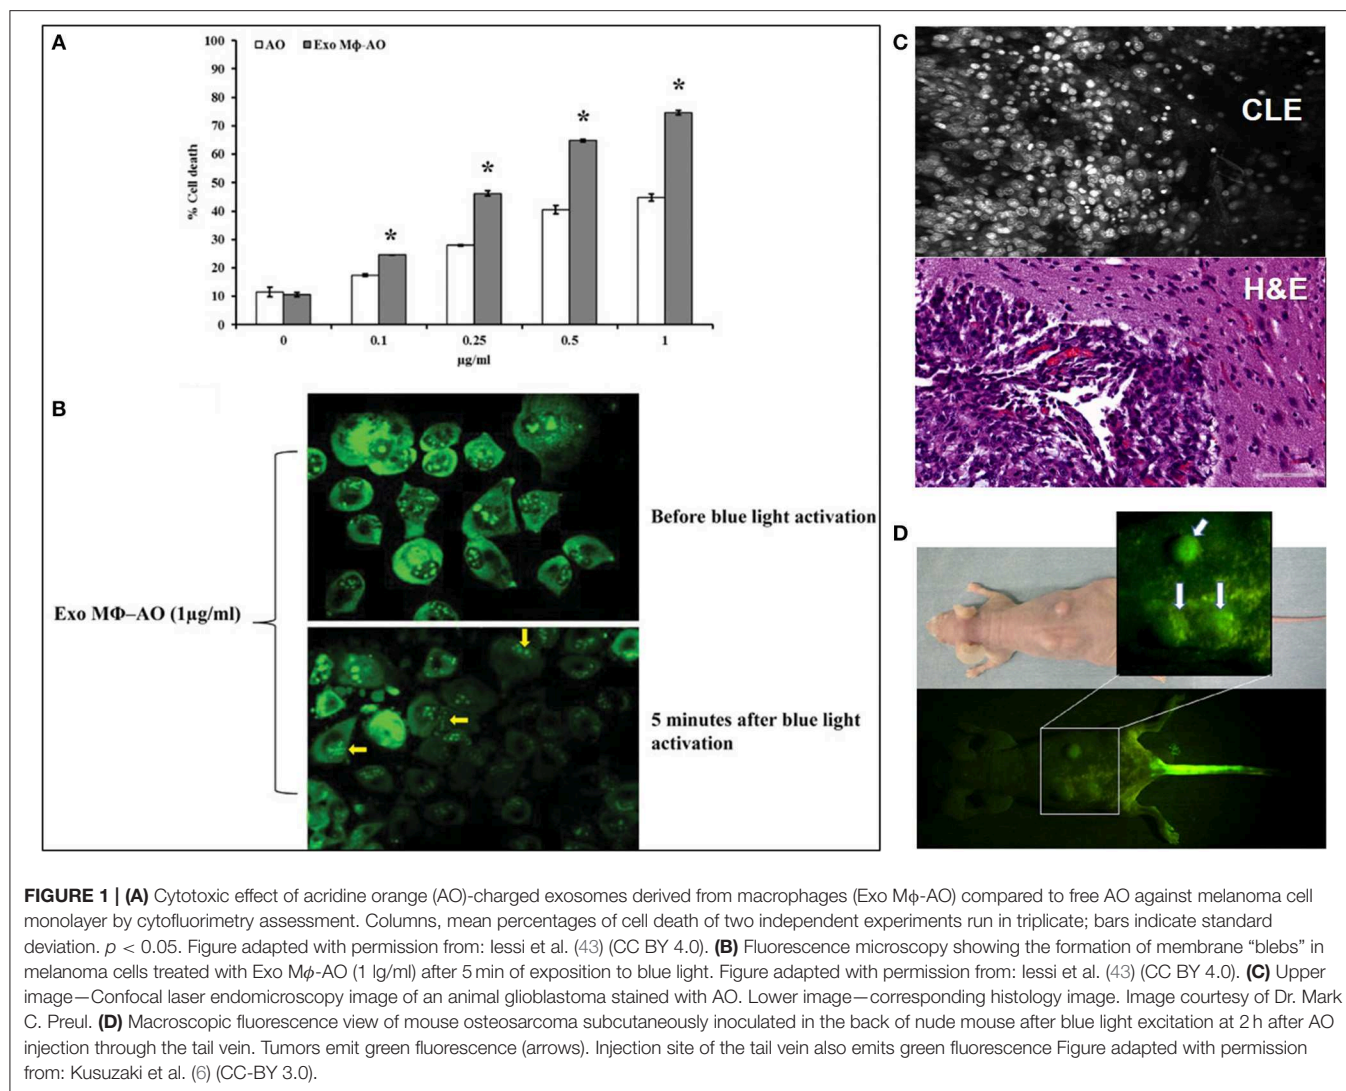 A
100
90
80
70
60
50
40
30
20
10
0
% Cell death
AO Exo Mϕ-AO
*
*
*
*
0 0.1 0.25 0.5 1
µg/ml
B
Exo MΦ–AO (1µg/ml)
Before blue light activation
5 minutes after blue light
activation
C
CLE
H&E
D
FIGURE 1 | (A) Cytotoxic effect of acridine orange (AO)-charged exosomes derived from macrophages (Exo Mϕ-AO) compared to free AO against melanoma cell
monolayer by cytofluorimetry assessment. Columns, mean percentages of cell death of two independent experiments run in triplicate; bars indicate standard
deviation. p < 0.05. Figure adapted with permission from: Iessi et al. (43) (CC BY 4.0). (B) Fluorescence microscopy showing the formation of membrane “blebs” in
melanoma cells treated with Exo Mϕ-AO (1 lg/ml) after 5 min of exposition to blue light. Figure adapted with permission from: Iessi et al. (43) (CC BY 4.0). (C) Upper
image—Confocal laser endomicroscopy image of an animal glioblastoma stained with AO. Lower image—corresponding histology image. Image courtesy of Dr. Mark
C. Preul. (D) Macroscopic fluorescence view of mouse osteosarcoma subcutaneously inoculated in the back of nude mouse after blue light excitation at 2 h after AO
injection through the tail vein. Tumors emit green fluorescence (arrows). Injection site of the tail vein also emits green fluorescence Figure adapted with permission
from: Kusuzaki et al. (6) (CC-BY 3.0).